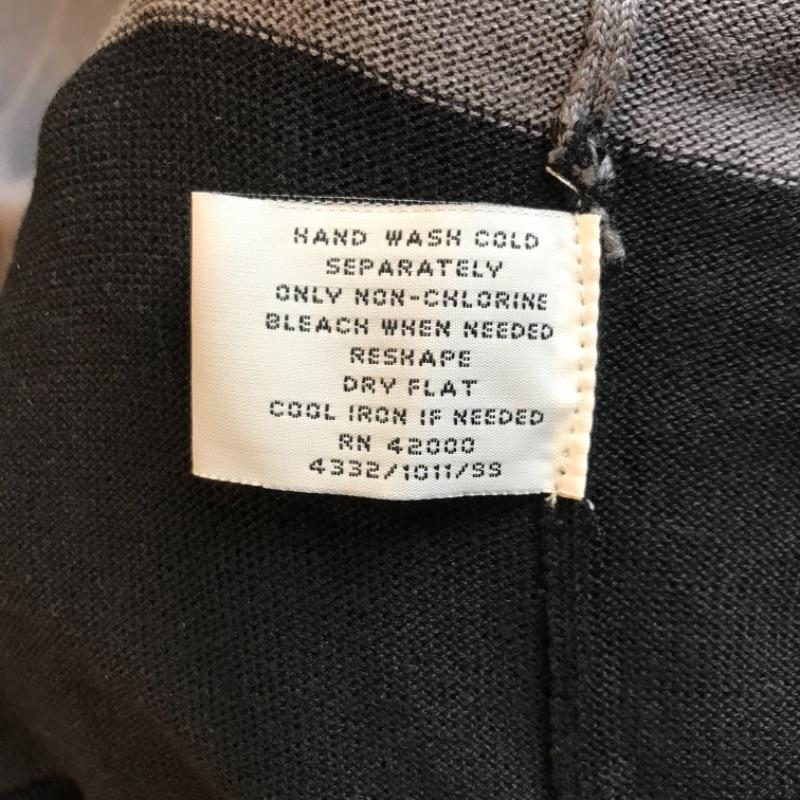 HAND WASH COLD
SEPARATELY
ONLY NON-CHLORINE
BLEACH WHEN NEEDED
RESHAPE
DRY FLAT
COOL IRON IF NEEDED
RN 42000
4332/1011/SS